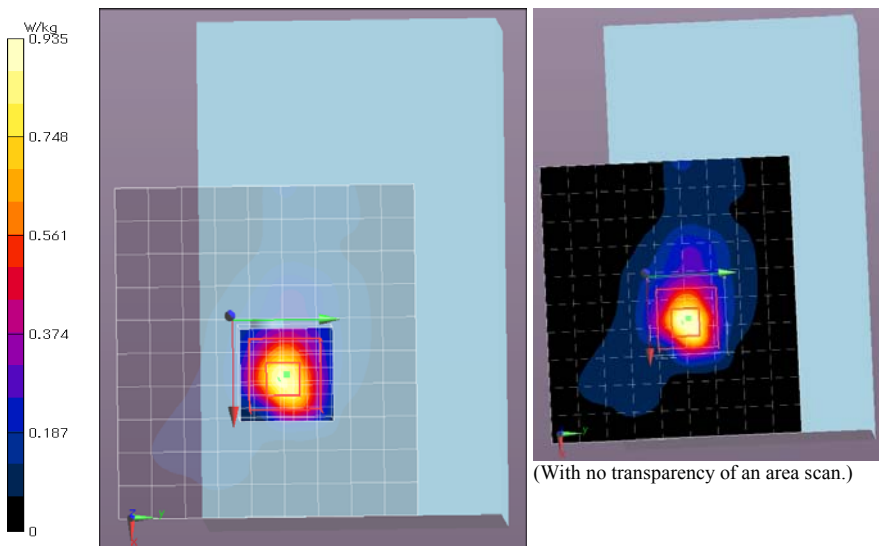 W/kg
0.935
0.748
0.561
0.374
0.187
0
z
y
x
y
x
(With no transparency of an area scan.)